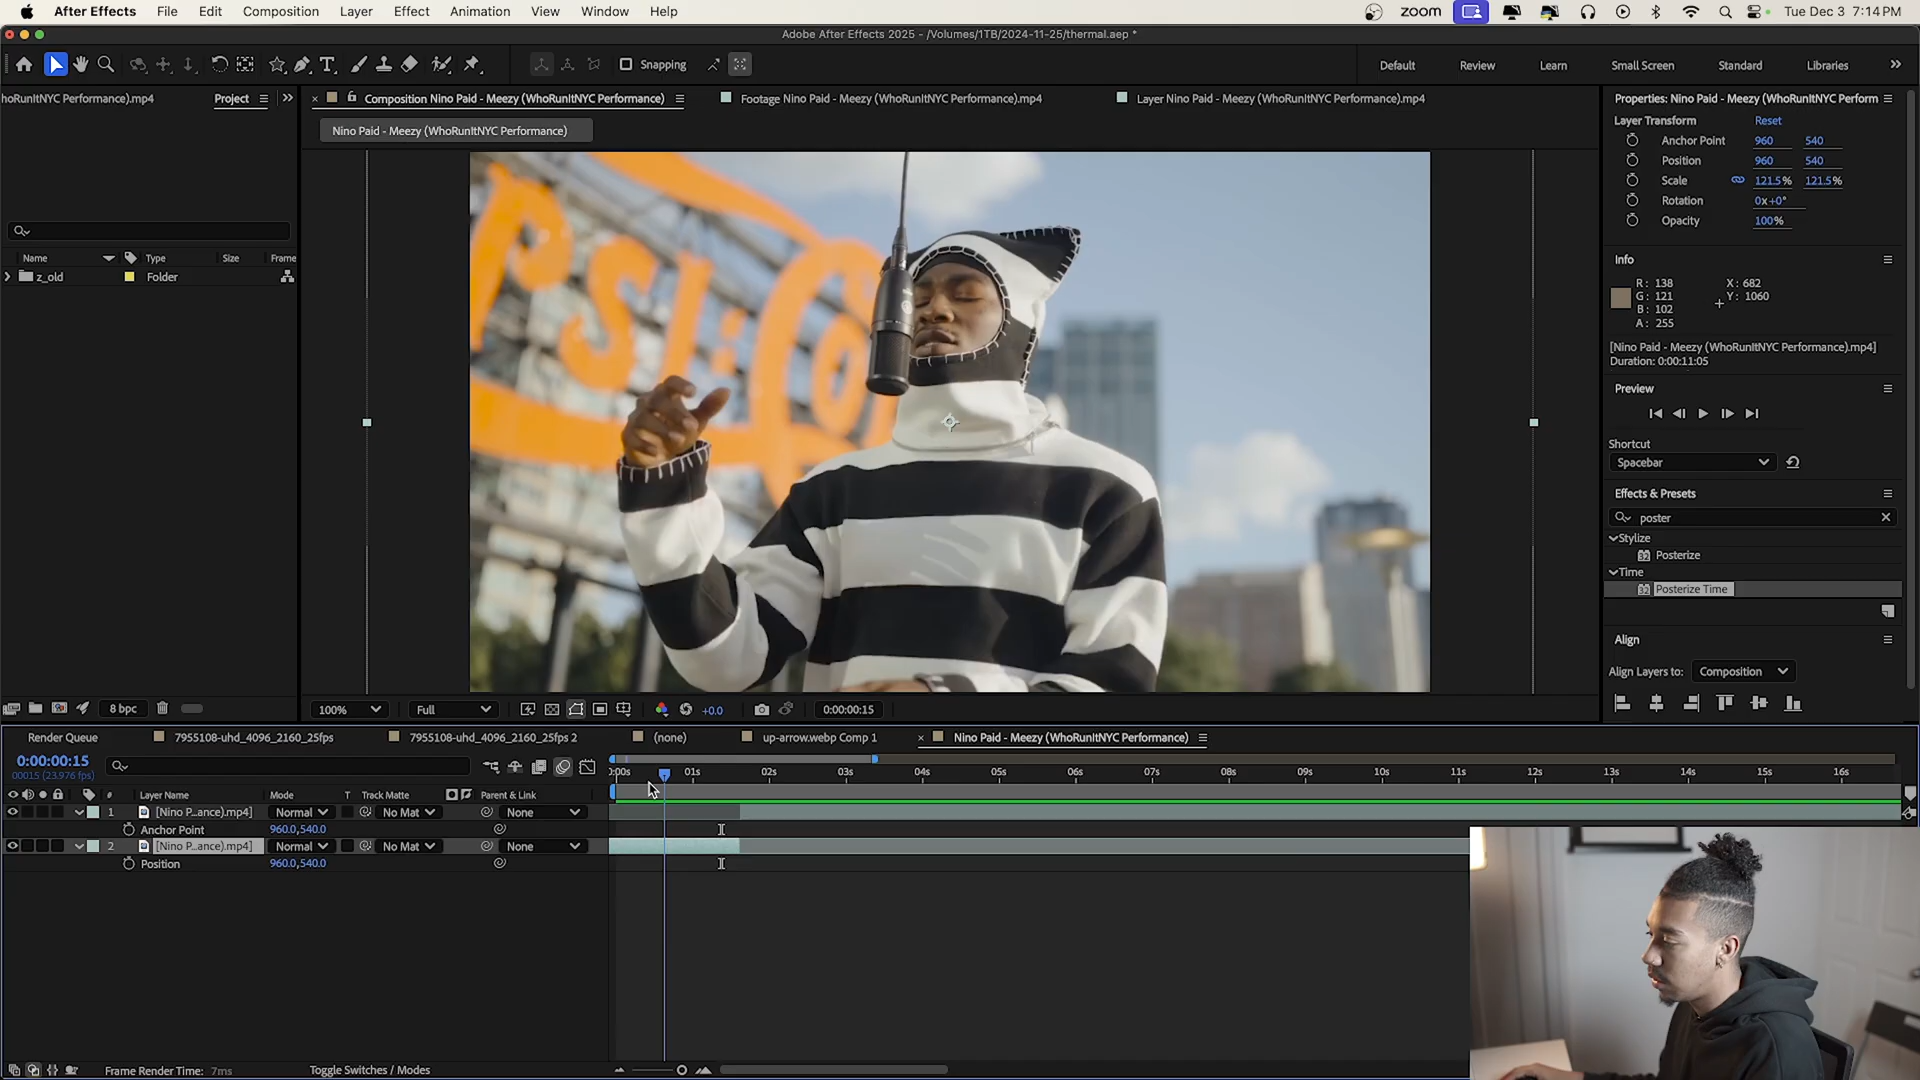 After Effects File Edit Composition Layer Effect Animation View Window Help zoom Tue Dec 3 7:14 PM
Adobe After Effects 2025 - /Volumes/1TB/2024-11-25/thermal.aep *
Snapping Default Review Learn Small Screen Standard Libraries
hoRunItNYC Performance).mp4 Project
Composition Nino Paid - Meezy (WhoRunItNYC Performance)
Footage Nino Paid - Meezy (WhoRunItNYC Performance).mp4
Layer Nino Paid - Meezy (WhoRunItNYC Performance).mp4
Nino Paid - Meezy (WhoRunItNYC Performance)
Name Type Size Frame
z_old Folder
8 bpc
100% Full +0.0 0:00:00:15
Properties: Nino Paid - Meezy (WhoRunItNYC Perform
Layer Transform Reset
Anchor Point 960 540
Position 960 540
Scale 121.5% 121.5%
Rotation 0x+0°
Opacity 100%
Info
R: 138 X: 682
G: 121 Y: 1060
B: 102
A: 255
[Nino Paid - Meezy (WhoRunItNYC Performance).mp4]
Duration: 0:00:11:05
Preview
Shortcut
Spacebar
Effects & Presets
poster
Stylize
32 Posterize
Time
32 Posterize Time
Align
Align Layers to: Composition
Render Queue 7955108-uhd_4096_2160_25fps 7955108-uhd_4096_2160_25fps 2 (none) up-arrow.webp Comp 1 Nino Paid - Meezy (WhoRunItNYC Performance)
0:00:00:15
00015 (23.976 fps)
0:00s 01s 02s 03s 04s 05s 06s 07s 08s 09s 10s 11s 12s 13s 14s 15s 16s
# Layer Name Mode T Track Matte Parent & Link
1 [Nino P...ance).mp4] Normal No Mat None
Anchor Point 960.0,540.0
2 [Nino P...ance).mp4] Normal No Mat None
Position 960.0,540.0
Frame Render Time: 7ms Toggle Switches / Modes